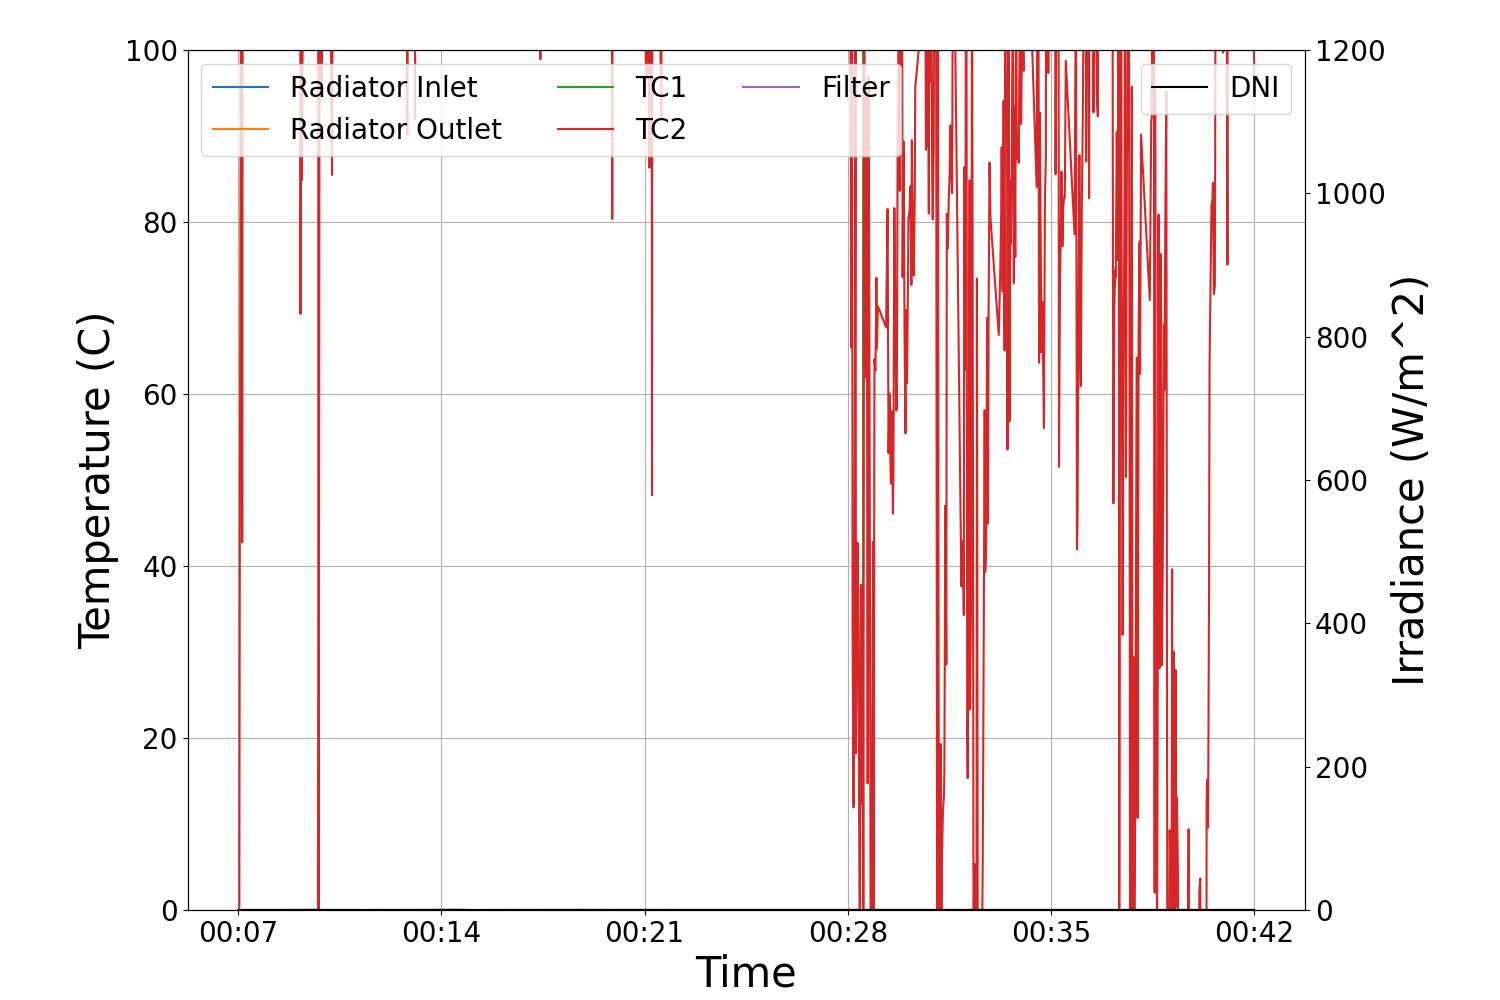 100
80
60
40
20
0
Temperature (C)
Radiator Inlet
Radiator Outlet
TC1
TC2
Filter
DNI
1200
1000
800
600
400
200
0
Irradiance (W/m^2)
00:07 00:14 00:21 00:28 00:35 00:42
Time